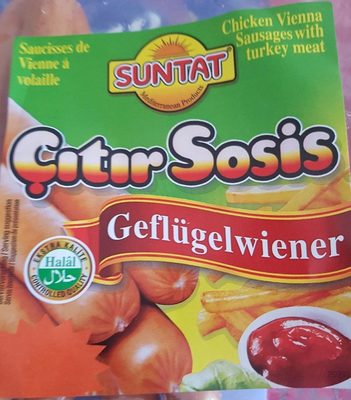 Saucisses de
Vienne à
volaille
SUNTAT
Mediterranean Products
Chicken Vienna
Sausages with
turkey meat
Çıtır Sosis
Geflügelwiener
EKSTRA KALİTE
Halâl
حلال
CONTROLLED QUALITY